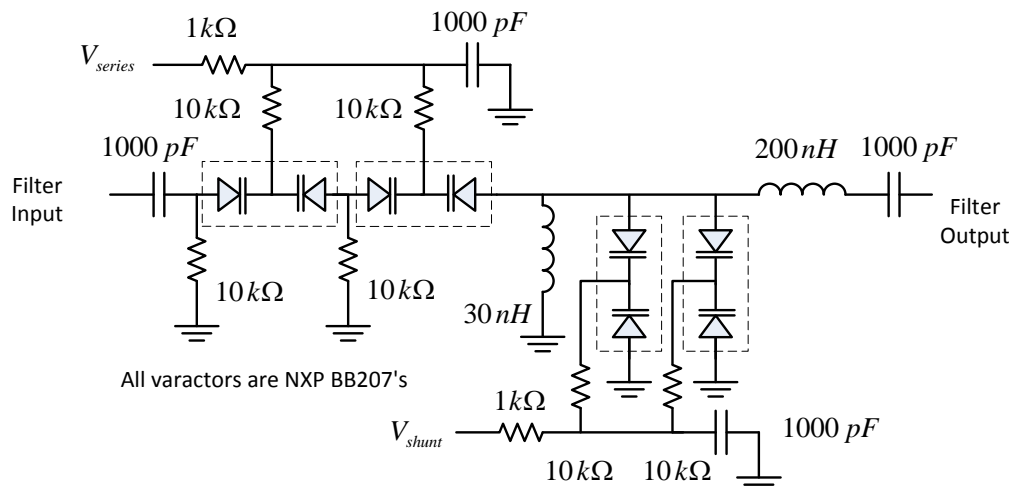 1kΩ
1000 pF
V_series
10kΩ
10kΩ
1000 pF
200nH
1000 pF
Filter
Input
Filter
Output
10kΩ
10kΩ
30nH
All varactors are NXP BB207's
1kΩ
V_shunt
1000 pF
10kΩ
10kΩ